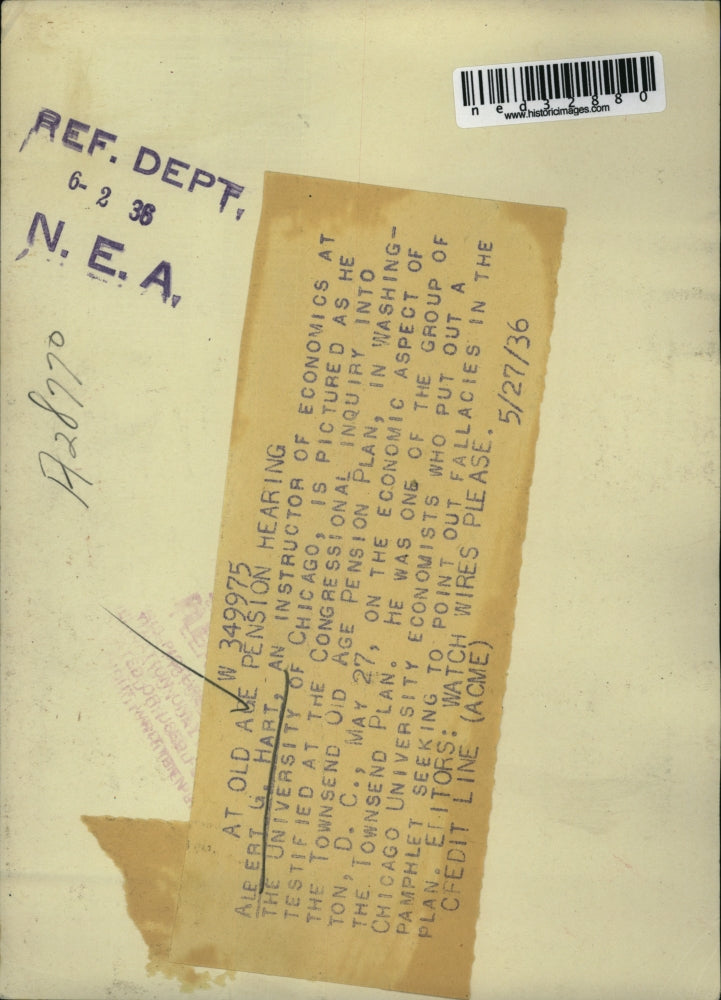 REF. DEPT,
6- 2 36
N. E. A,
ned32880
www.historicimages.com
A28770
W 349975
AT OLD AGE PENSION HEARING
ALBERT G. HART, AN INSTRUCTOR OF ECONOMICS AT
THE UNIVERSITY OF CHICAGO, IS PICTURED AS HE
TESTIFIED AT THE CONGRESSIONAL INQUIRY INTO
THE TOWNSEND OlD AGE PENSION PLAN, IN WASHING-
TON, D. C., MAY 27, ON THE ECONOMIC ASPECT OF
THE TOWNSEND PLAN. HE WAS ONE OF THE GROUP OF
CHICAGO UNIVERSITY ECONOMISTS WHO PUT OUT A
PAMPHLET SEEKING TO POINT OUT FALLACIES IN THE
PLAN. EDITORS: WATCH WIRES PLEASE.
CREDIT LINE (ACME) 5/27/36